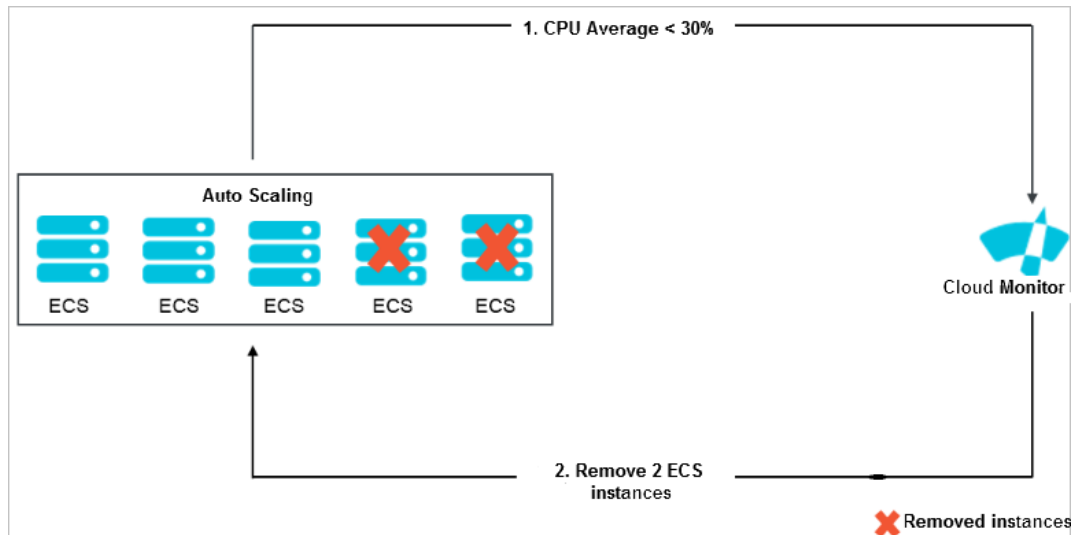 1. CPU Average < 30%
Auto Scaling
ECS
ECS
ECS
ECS
ECS
Cloud Monitor
2. Remove 2 ECS
instances
Removed instances